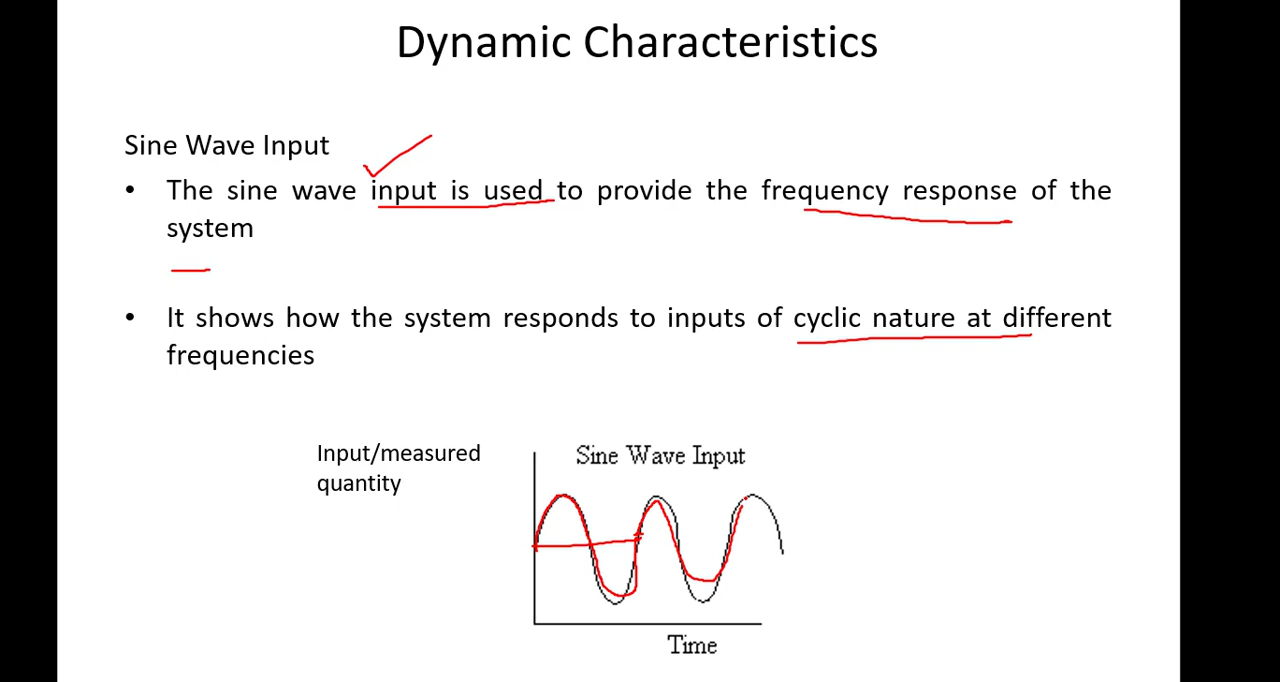 Dynamic Characteristics
Sine Wave Input
• The sine wave input is used to provide the frequency response of the
system
• It shows how the system responds to inputs of cyclic nature at different
frequencies
Input/measured
quantity
Sine Wave Input
Time